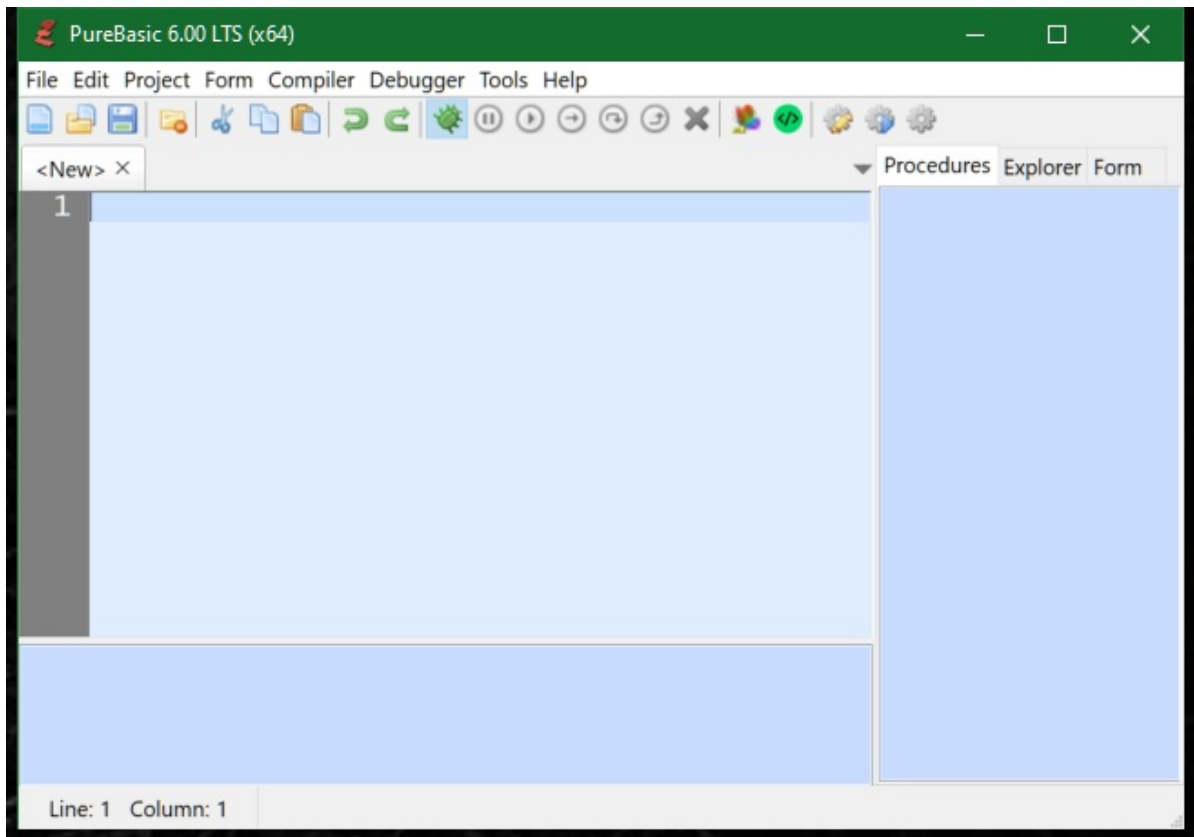 PureBasic 6.00 LTS (x64)
File Edit Project Form Compiler Debugger Tools Help
<New> Procedures Explorer Form
1
Line: 1 Column: 1